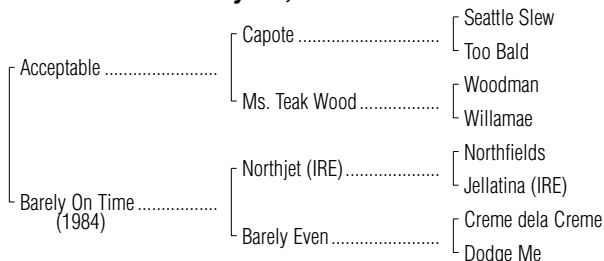 Seattle Slew
Capote ........................................
Too Bald
Acceptable ................................
Woodman
Ms. Teak Wood .......................
Willamae
Northfields
Northjet (IRE)...........................
Jellatina (IRE)
Barely On Time .......................
(1984)
Creme dela Creme
Barely Even ...............................
Dodge Me